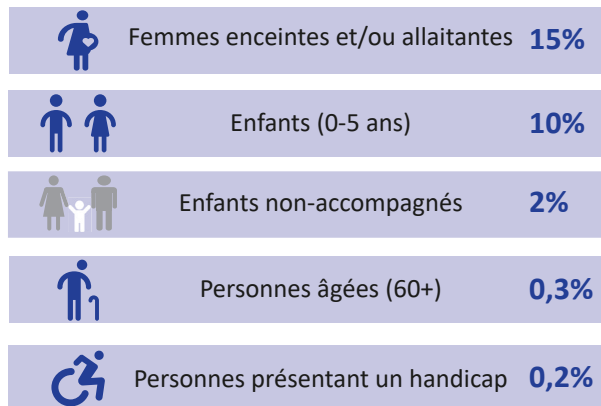 Femmes enceintes et/ou allaitantes 15%
Enfants (0-5 ans) 10%
Enfants non-accompagnés 2%
Personnes âgées (60+) 0,3%
Personnes présentant un handicap 0,2%